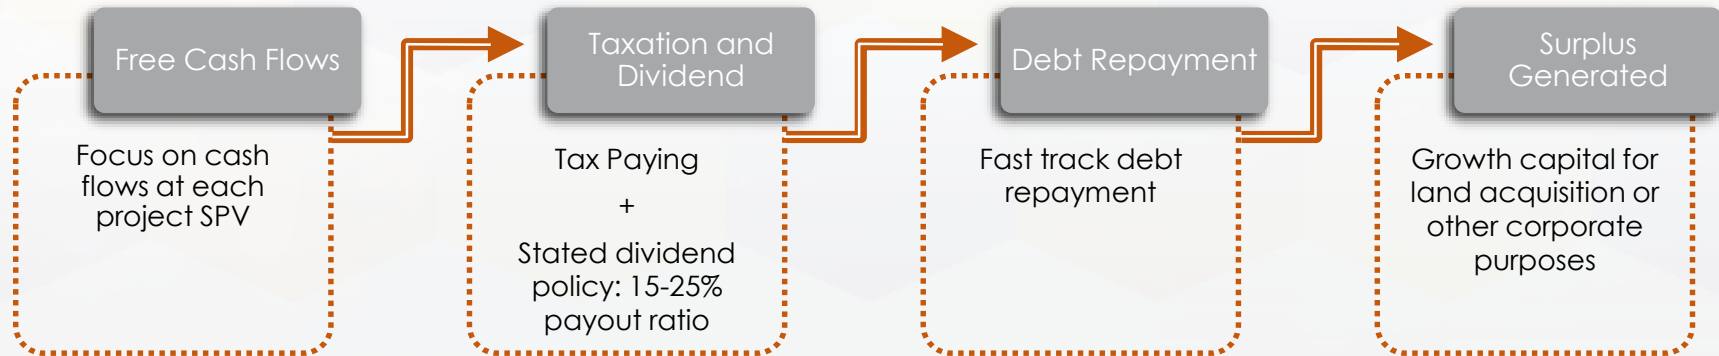 Free Cash Flows
Focus on cash
flows at each
project SPV
Taxation and
Dividend
Tax Paying
+
Stated dividend
policy: 15-25%
payout ratio
Debt Repayment
Fast track debt
repayment
Surplus
Generated
Growth capital for
land acquisition or
other corporate
purposes